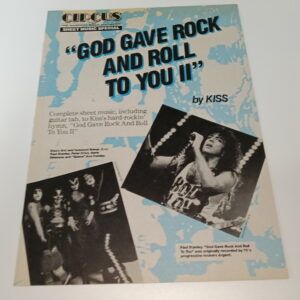 CIRCUS
SHEET MUSIC SPECIAL
"GOD GAVE ROCK
AND ROLL
TO YOU II"
by KISS
Complete sheet music, including
guitar tab, to Kiss's hard-rockin'
hymn, "God Gave Rock And Roll
To You II"
Paul Stanley. "God Gave Rock And Roll
To You" was originally recorded by '70's
progressive rockers Argent.